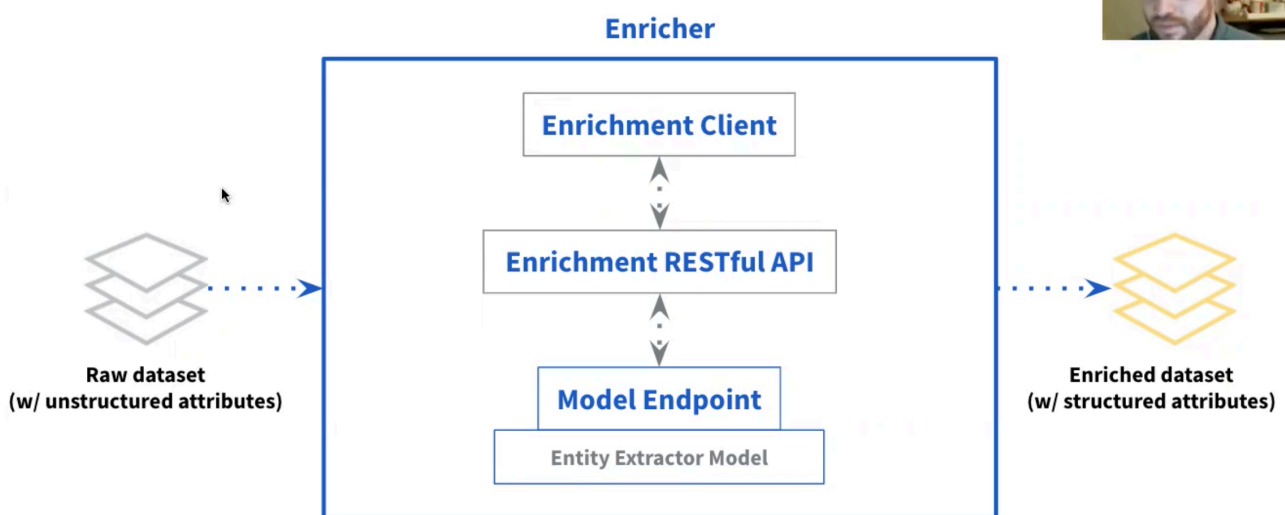 Enricher
Enrichment Client
Enrichment RESTful API
Raw dataset
(w/ unstructured attributes)
Model Endpoint
Entity Extractor Model
Enriched dataset
(w/ structured attributes)